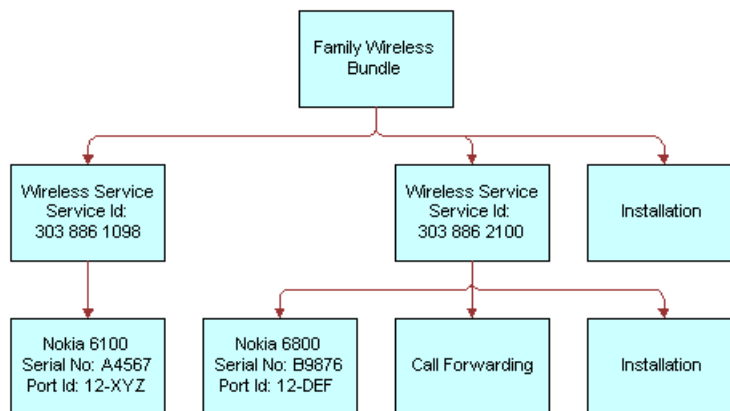 Family Wireless
Bundle
Wireless Service
Service Id:
303 886 1098
Wireless Service
Service Id:
303 886 2100
Installation
Nokia 6100
Serial No: A4567
Port Id: 12-XYZ
Nokia 6800
Serial No: B9876
Port Id: 12-DEF
Call Forwarding
Installation